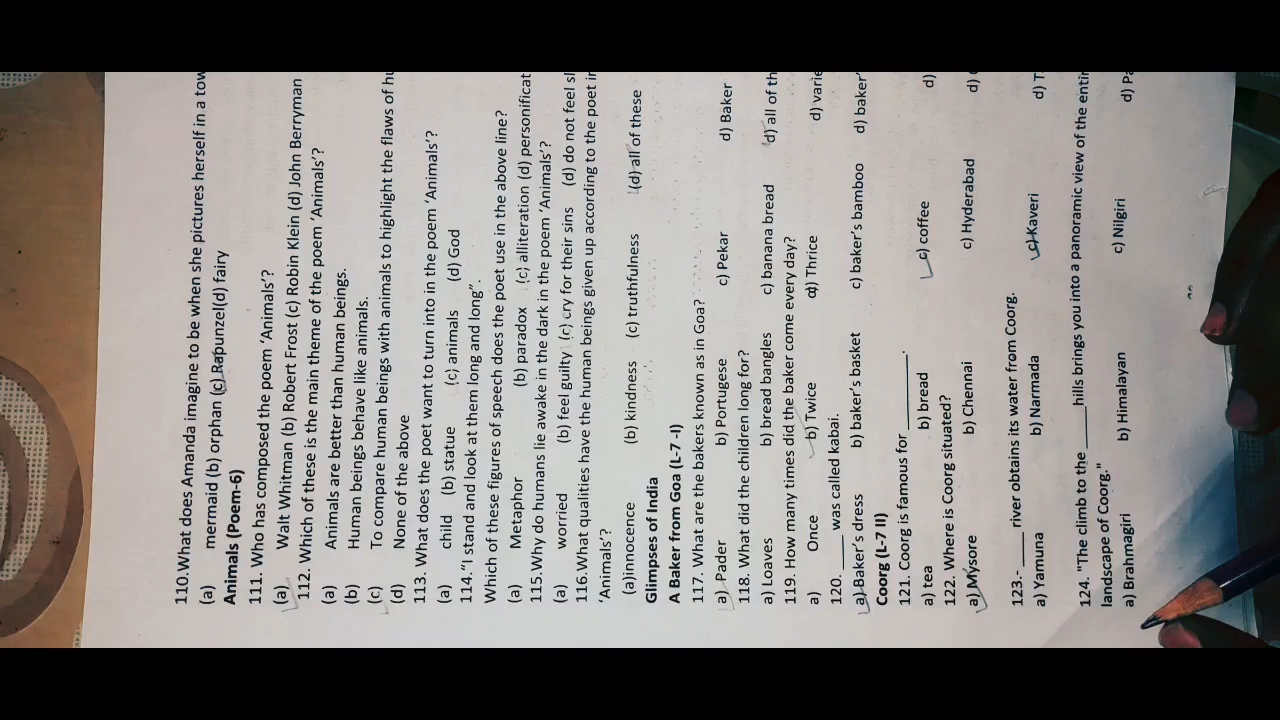 110.What does Amanda imagine to be when she pictures herself in a tow
(a) mermaid (b) orphan (c) Rapunzel(d) fairy
Animals (Poem-6)
111. Who has composed the poem 'Animals'?
(a) Walt Whitman (b) Robert Frost (c) Robin Klein (d) John Berryman
112. Which of these is the main theme of the poem 'Animals'?
(a) Animals are better than human beings.
(b) Human beings behave like animals.
(c) To compare human beings with animals to highlight the flaws of hu
(d) None of the above
113. What does the poet want to turn into in the poem 'Animals'?
(a) child (b) statue (c) animals (d) God
114."I stand and look at them long and long".
Which of these figures of speech does the poet use in the above line?
(a) Metaphor (b) paradox (c) alliteration (d) personificat
115.Why do humans lie awake in the dark in the poem 'Animals'?
(a) worried (b) feel guilty (c) cry for their sins (d) do not feel sl
116.What qualities have the human beings given up according to the poet in
'Animals'?
(a)innocence (b) kindness (c) truthfulness (d) all of these
Glimpses of India
A Baker from Goa (L-7 -I)
117. What are the bakers known as in Goa?
a) Pader b) Portugese c) Pekar d) Baker
118. What did the children long for?
a) Loaves b) bread bangles c) banana bread d) all of th
119. How many times did the baker come every day?
a) Once b) Twice c) Thrice d) varie
120. ____ was called kabai.
a) Baker's dress b) baker's basket c) baker's bamboo d) baker'
Coorg (L-7 II)
121. Coorg is famous for ________.
a) tea b) bread c) coffee d)
122. Where is Coorg situated?
a) Mysore b) Chennai c) Hyderabad d)
123.-____ river obtains its water from Coorg.
a) Yamuna b) Narmada c) Kaveri d) T
124. "The climb to the _____hills brings you into a panoramic view of the entir
landscape of Coorg."
a) Brahmagiri b) Himalayan c) Nilgiri d) Pa